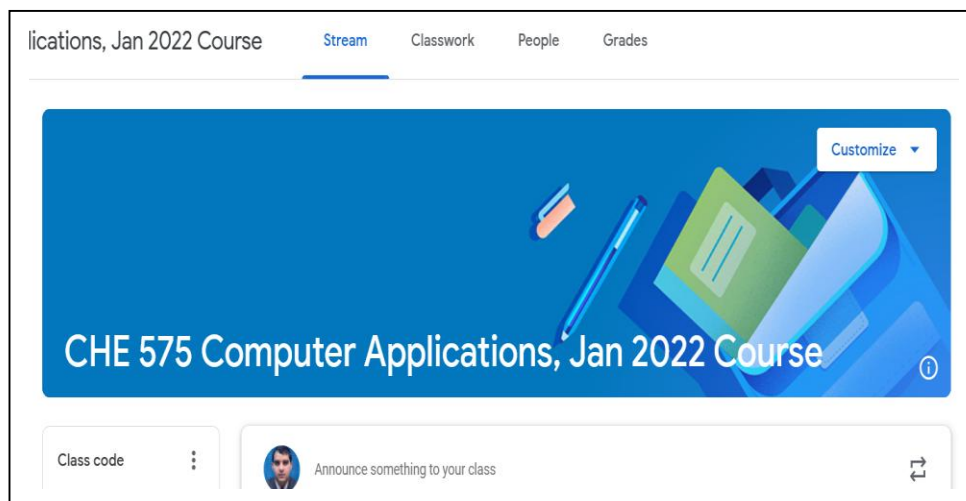 lications, Jan 2022 Course Stream Classwork People Grades
Customize
CHE 575 Computer Applications, Jan 2022 Course
Class code Announce something to your class